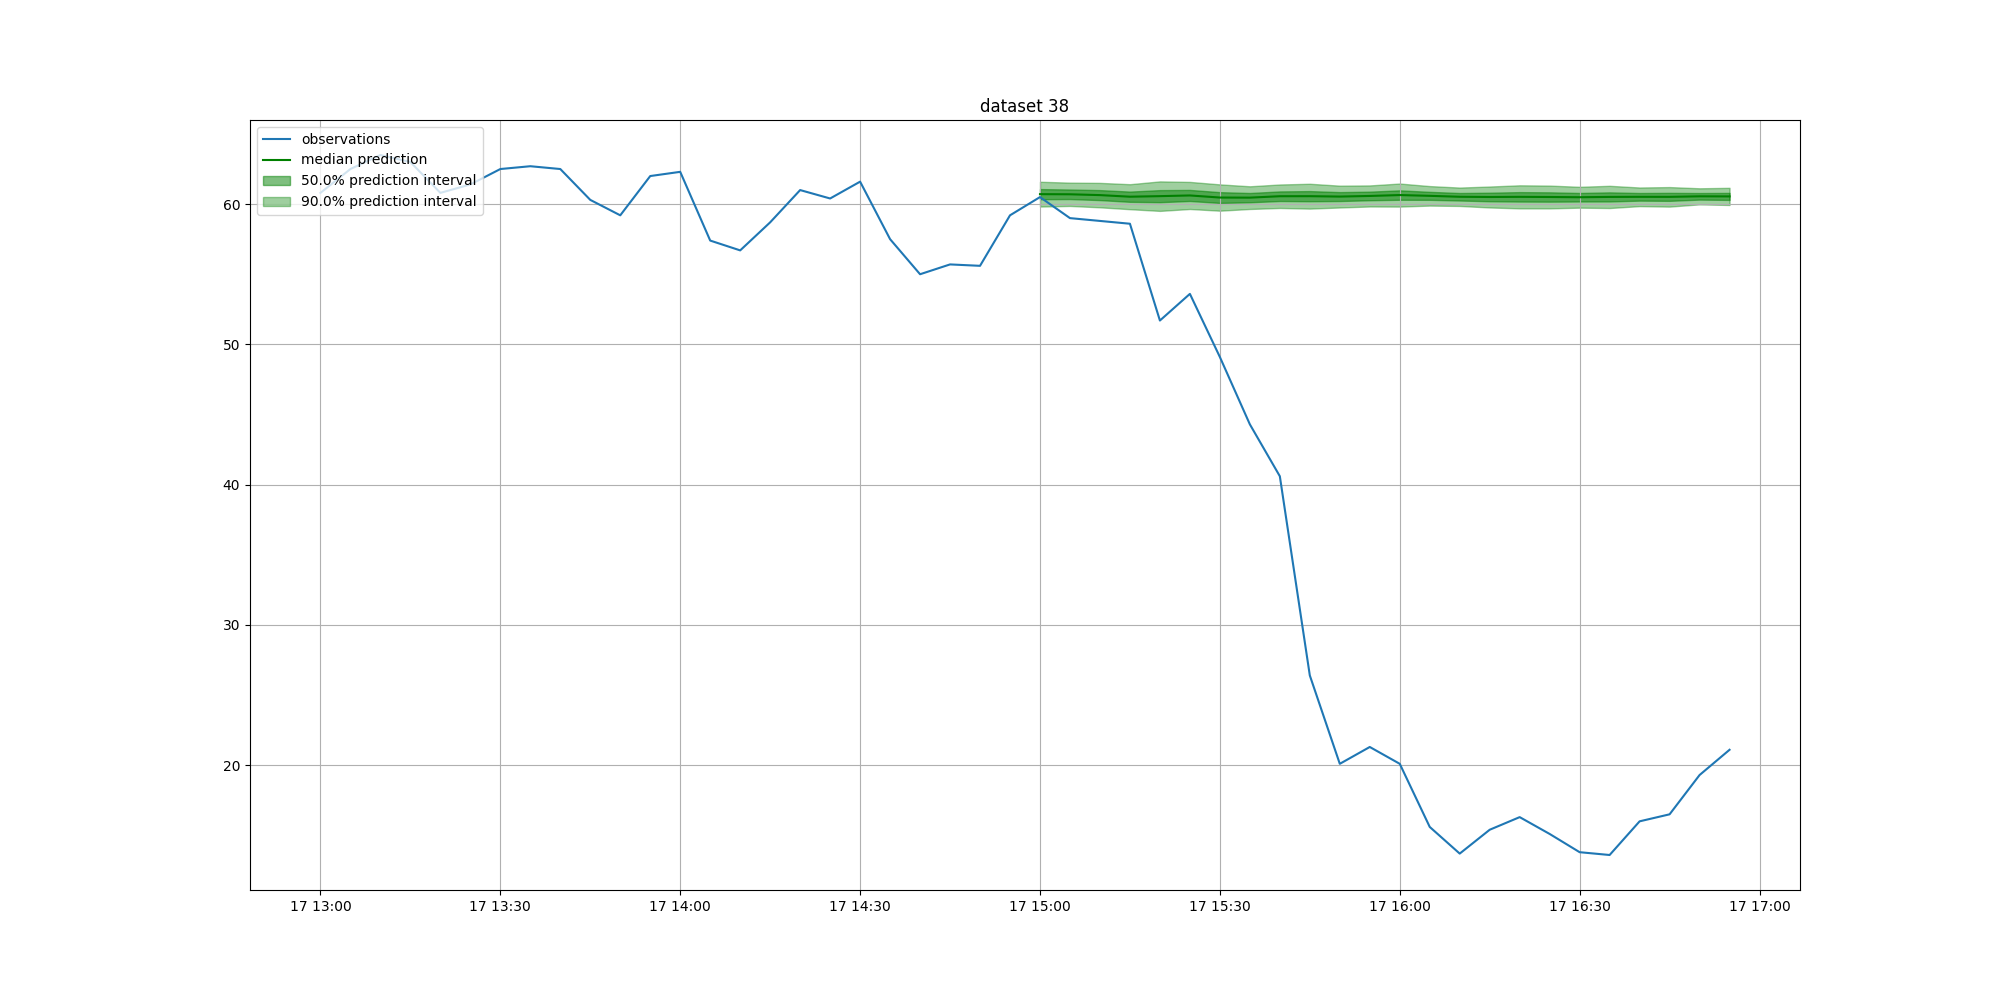 dataset 38
observations
median prediction
50.0% prediction interval
90.0% prediction interval
60
50
40
30
20
17 13:00 17 13:30 17 14:00 17 14:30 17 15:00 17 15:30 17 16:00 17 16:30 17 17:00